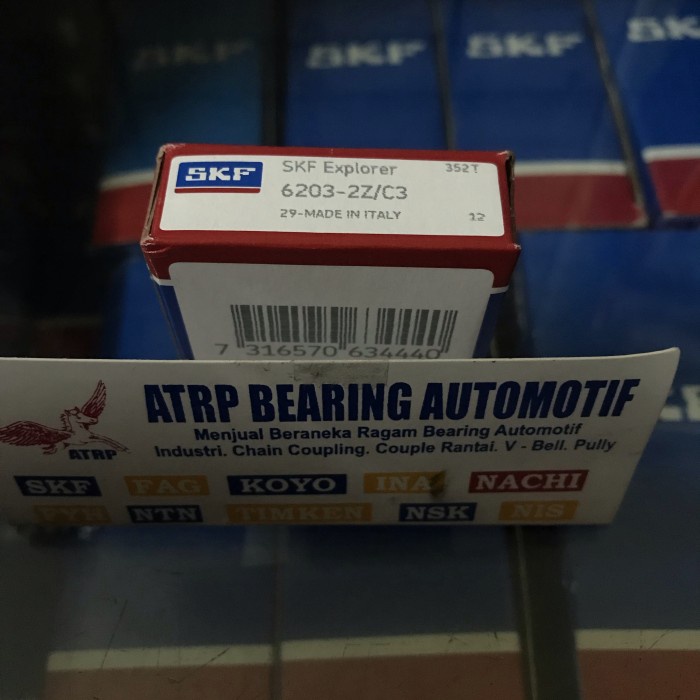 SKF SKF SKF SK
SKF
SKF Explorer 352T
6203-2Z/C3
29-MADE IN ITALY 12
7 316570 634440
ATRP BEARING AUTOMOTIF
Menjual Beraneka Ragam Bearing Automotif
Industri. Chain Coupling. Couple Rantai. V - Bell. Pully
ATRP
SKF FAG KOYO INA NACHI
FYH NTN TIMKEN NSK NIS